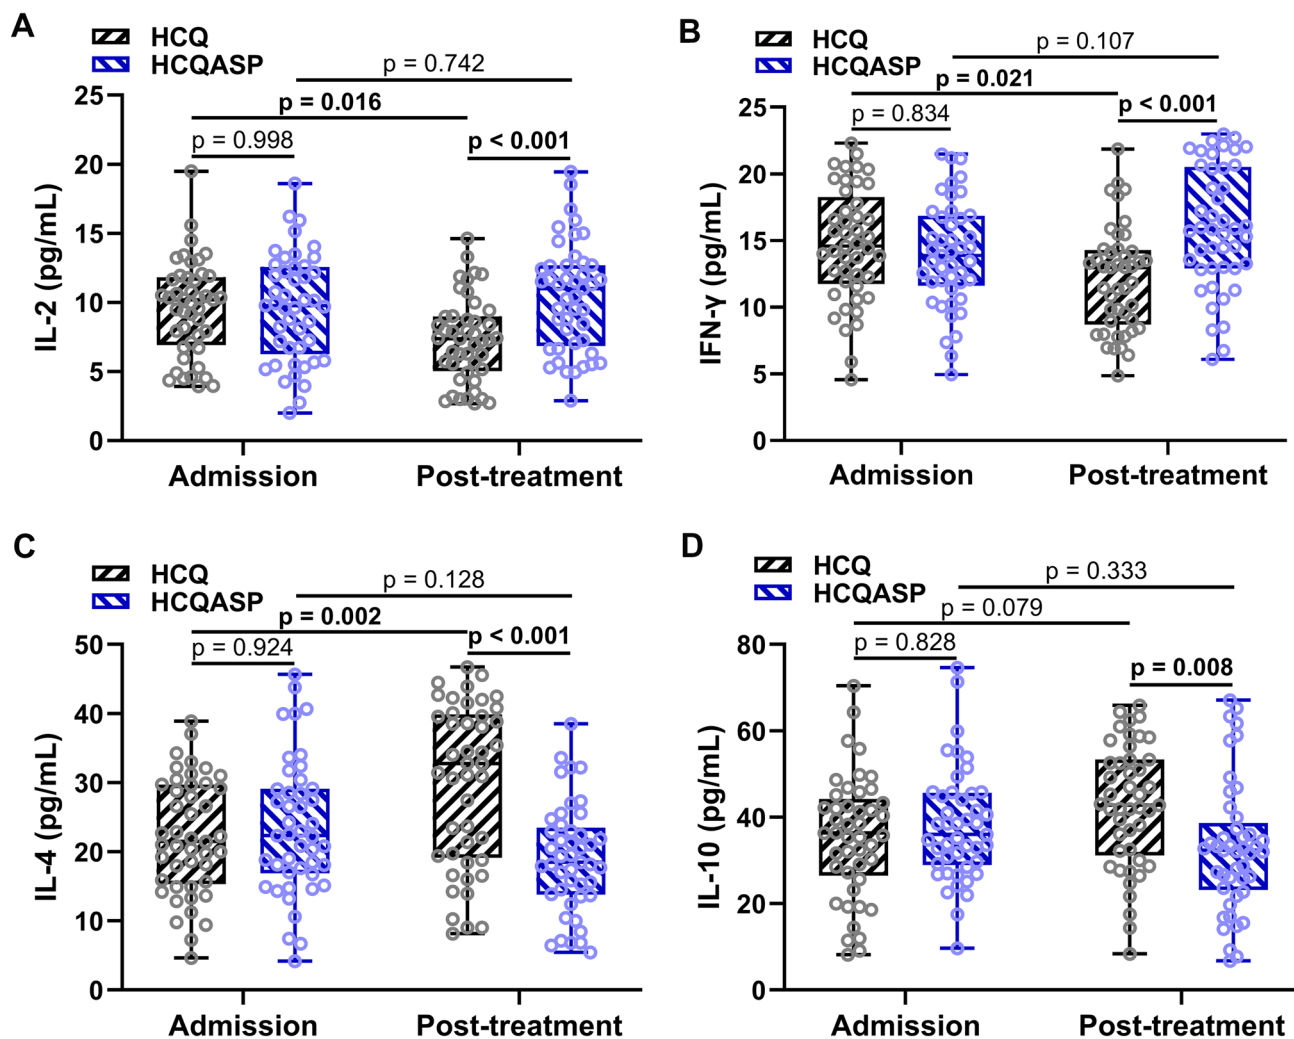 A
HCQ
HCQASP
p = 0.742
p = 0.016
p = 0.998
p < 0.001
25
20
15
10
5
0
IL-2 (pg/mL)
Admission
Post-treatment
B
HCQ
HCQASP
p = 0.107
p = 0.021
p = 0.834
p < 0.001
25
20
15
10
5
0
IFN-γ (pg/mL)
Admission
Post-treatment
C
HCQ
HCQASP
p = 0.128
p = 0.002
p = 0.924
p < 0.001
50
40
30
20
10
0
IL-4 (pg/mL)
Admission
Post-treatment
D
HCQ
HCQASP
p = 0.333
p = 0.079
p = 0.828
p = 0.008
80
60
40
20
0
IL-10 (pg/mL)
Admission
Post-treatment